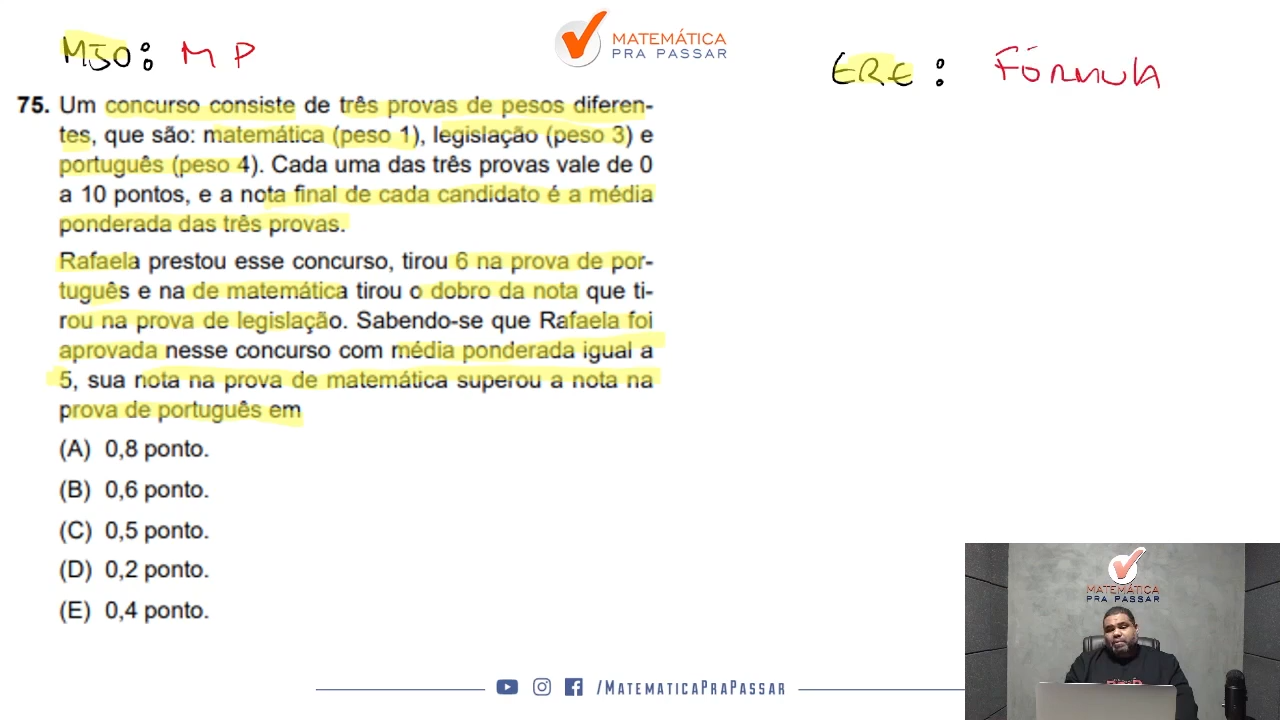 MJO: MP
MATEMÁTICA
PRA PASSAR
ERE: FÓRMULA
75. Um concurso consiste de três provas de pesos diferen-
tes, que são: matemática (peso 1), legislação (peso 3) e
português (peso 4). Cada uma das três provas vale de 0
a 10 pontos, e a nota final de cada candidato é a média
ponderada das três provas.
Rafaela prestou esse concurso, tirou 6 na prova de por-
tuguês e na de matemática tirou o dobro da nota que ti-
rou na prova de legislação. Sabendo-se que Rafaela foi
aprovada nesse concurso com média ponderada igual a
5, sua nota na prova de matemática superou a nota na
prova de português em
(A) 0,8 ponto.
(B) 0,6 ponto.
(C) 0,5 ponto.
(D) 0,2 ponto.
(E) 0,4 ponto.
MATEMÁTICA
PRA PASSAR
/MATEMATICAPRAPASSAR